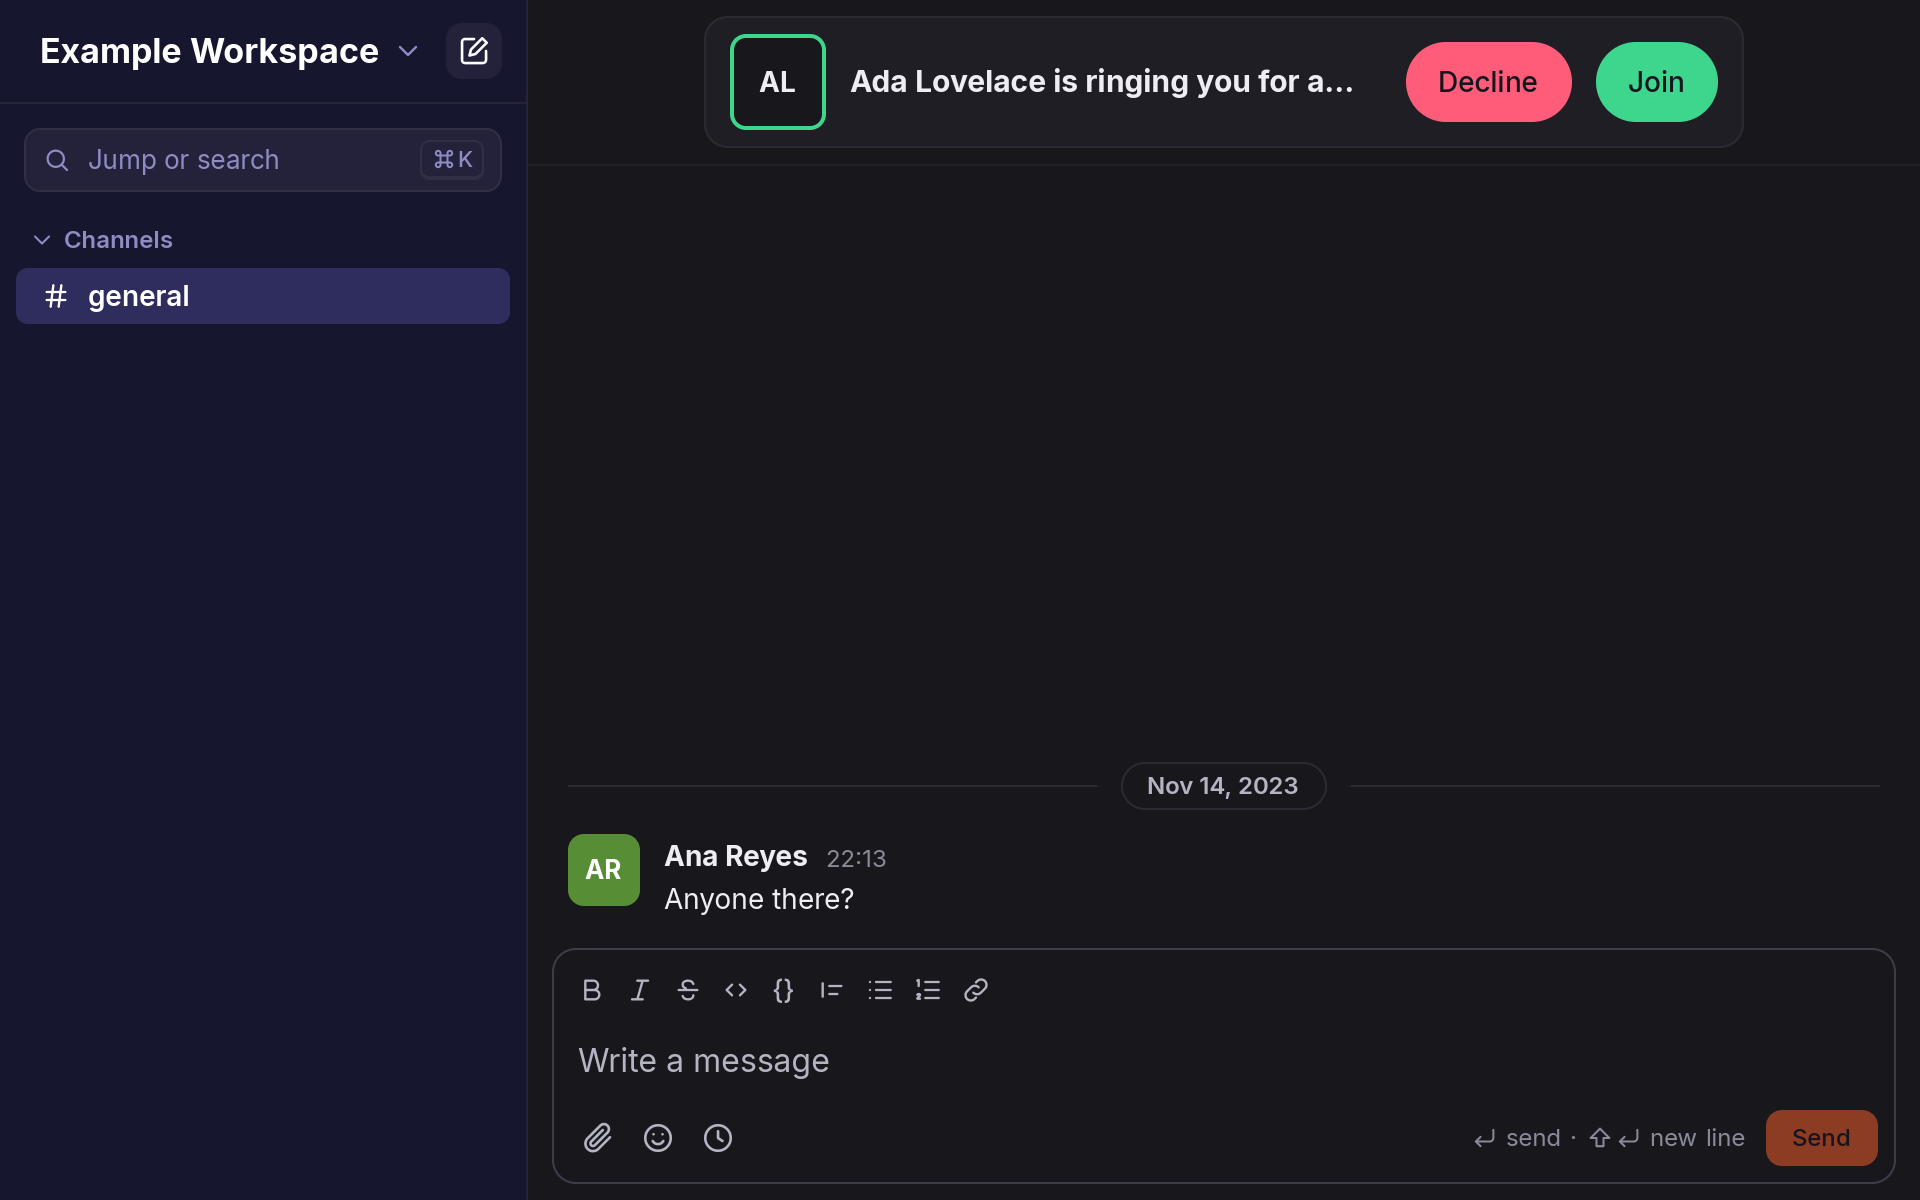 Example Workspace
Jump or search
⌘K
Channels
# general
AL
Ada Lovelace is ringing you for a…
Decline
Join
Nov 14, 2023
AR
Ana Reyes 22:13
Anyone there?
Write a message
send · new line
Send